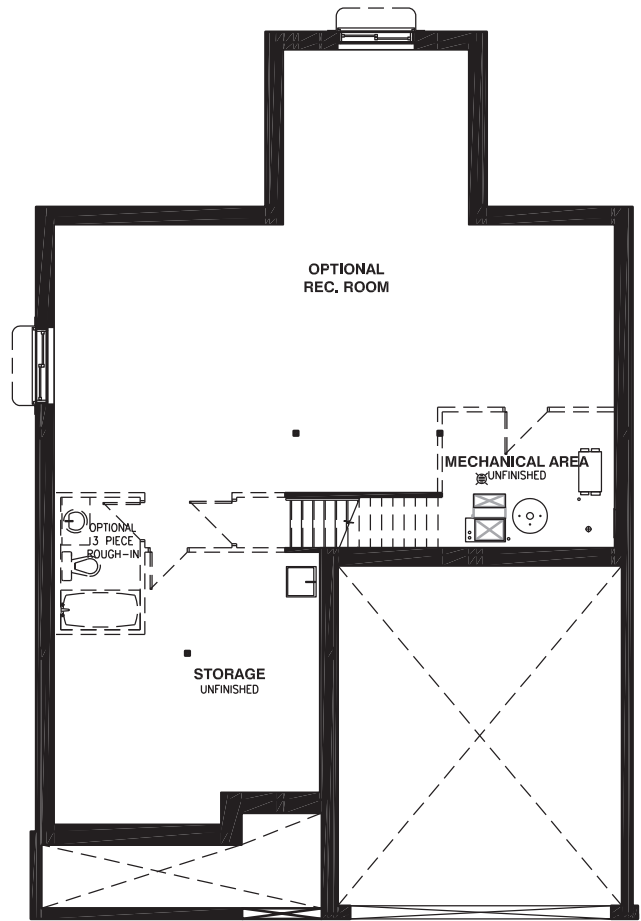 OPTIONAL
REC. ROOM
MECHANICAL AREA
UNFINISHED
OPTIONAL
3 PIECE
ROUGH-IN
STORAGE
UNFINISHED